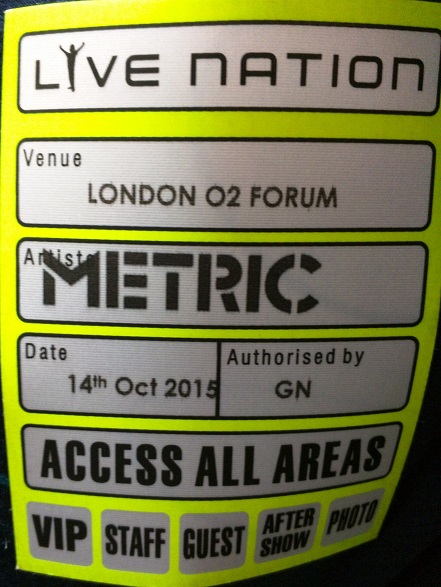 LIVE NATION
Venue
LONDON O2 FORUM
Artists
METRIC
Date
14th Oct 2015
Authorised by
GN
ACCESS ALL AREAS
VIP
STAFF
GUEST
AFTER
SHOW
PHOTO